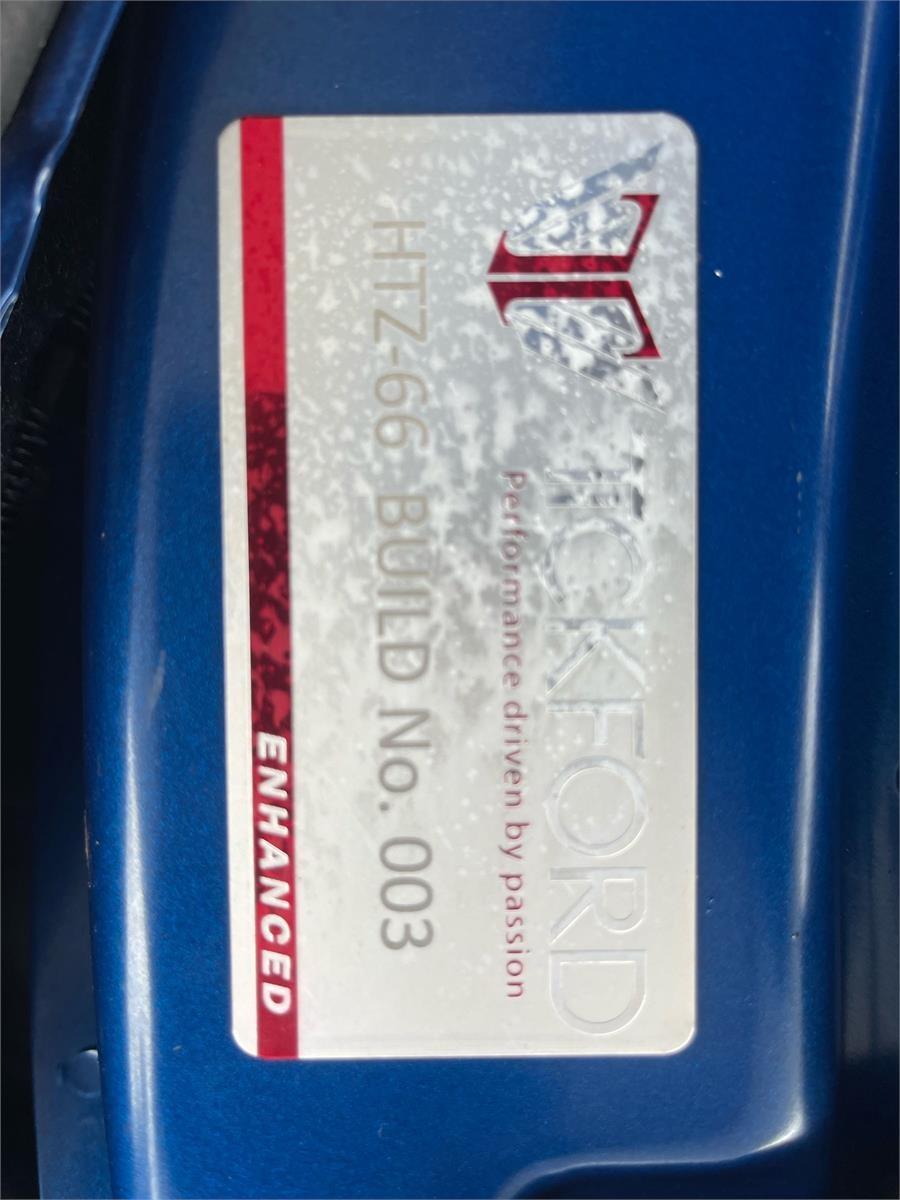 TICKFORD
Performance driven by passion
HTZ-66 BUILD No. 003
ENHANCED